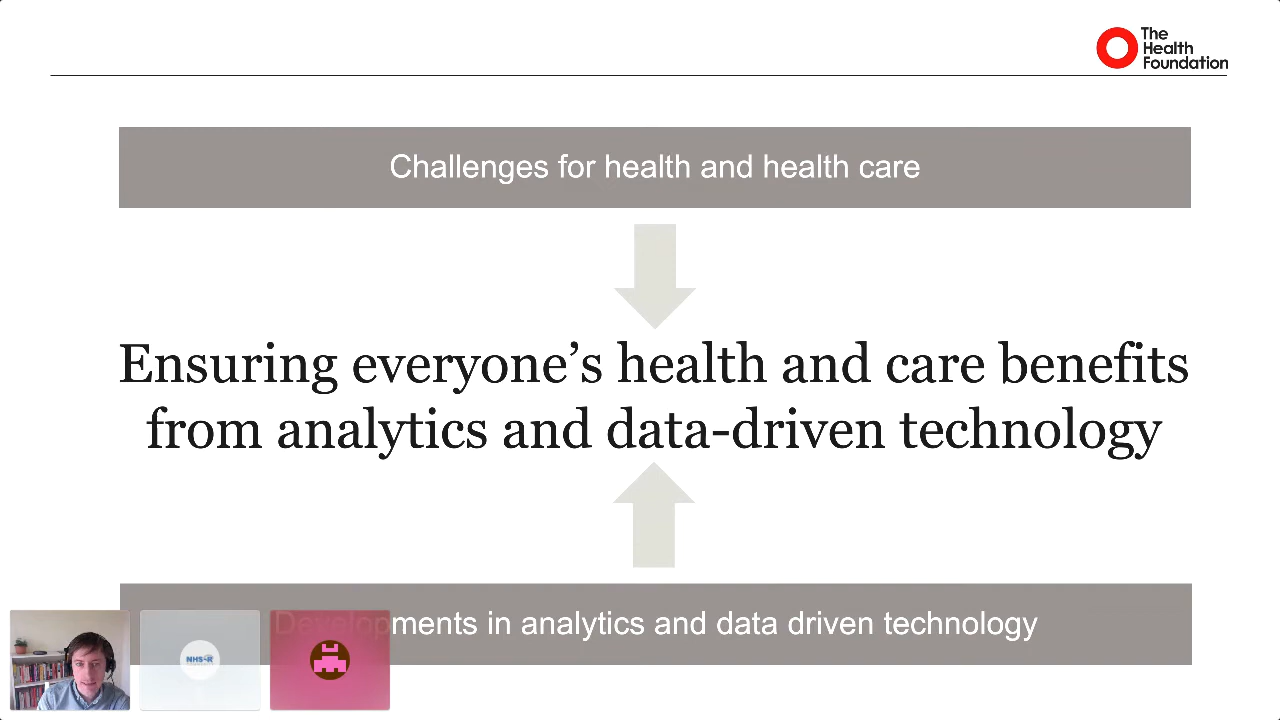 The
Health
Foundation
Challenges for health and health care
Ensuring everyone’s health and care benefits
from analytics and data-driven technology
Developments in analytics and data driven technology
NHS-R